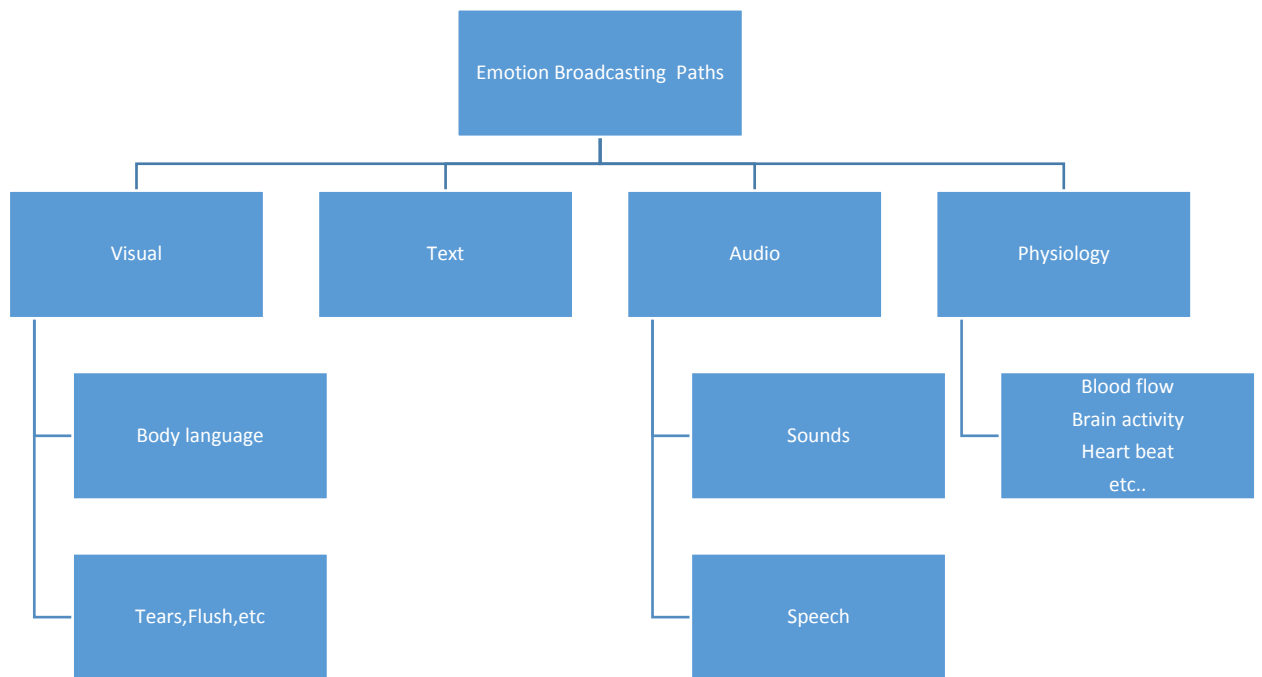 Emotion Broadcasting  Paths
Visual
Text
Audio
Physiology
Body language
Sounds
Blood flow
Brain activity
Heart beat
etc..
Tears,Flush,etc
Speech